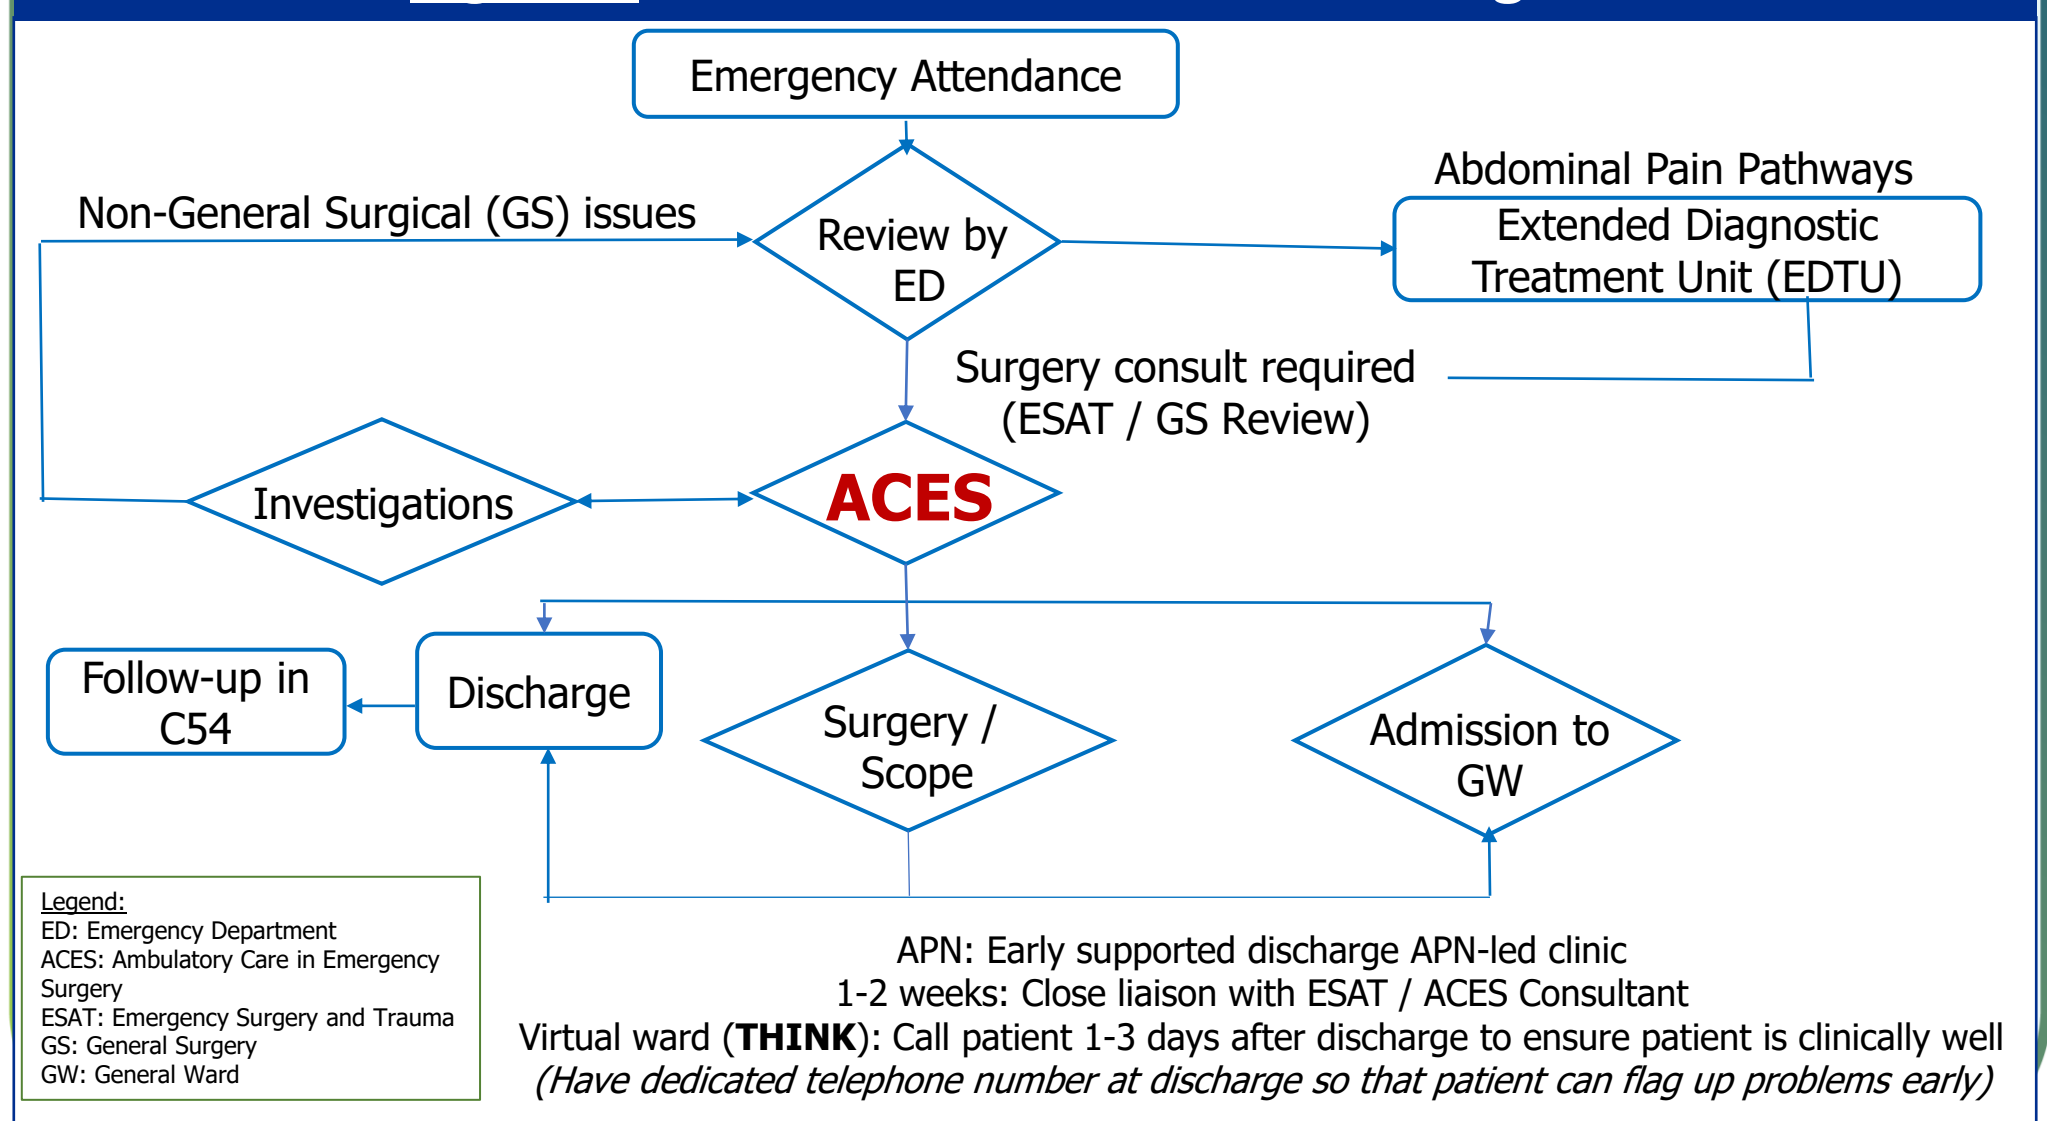 Emergency Attendance
Abdominal Pain Pathways
Non-General Surgical (GS) issues
Review by
ED
Extended Diagnostic
Treatment Unit (EDTU)
Surgery consult required
(ESAT / GS Review)
Investigations
ACES
Follow-up in
C54
Discharge
Surgery /
Scope
Admission to
GW
Legend:
ED: Emergency Department
ACES: Ambulatory Care in Emergency
Surgery
ESAT: Emergency Surgery and Trauma
GS: General Surgery
GW: General Ward
APN: Early supported discharge APN-led clinic
1-2 weeks: Close liaison with ESAT / ACES Consultant
Virtual ward (THINK): Call patient 1-3 days after discharge to ensure patient is clinically well
(Have dedicated telephone number at discharge so that patient can flag up problems early)